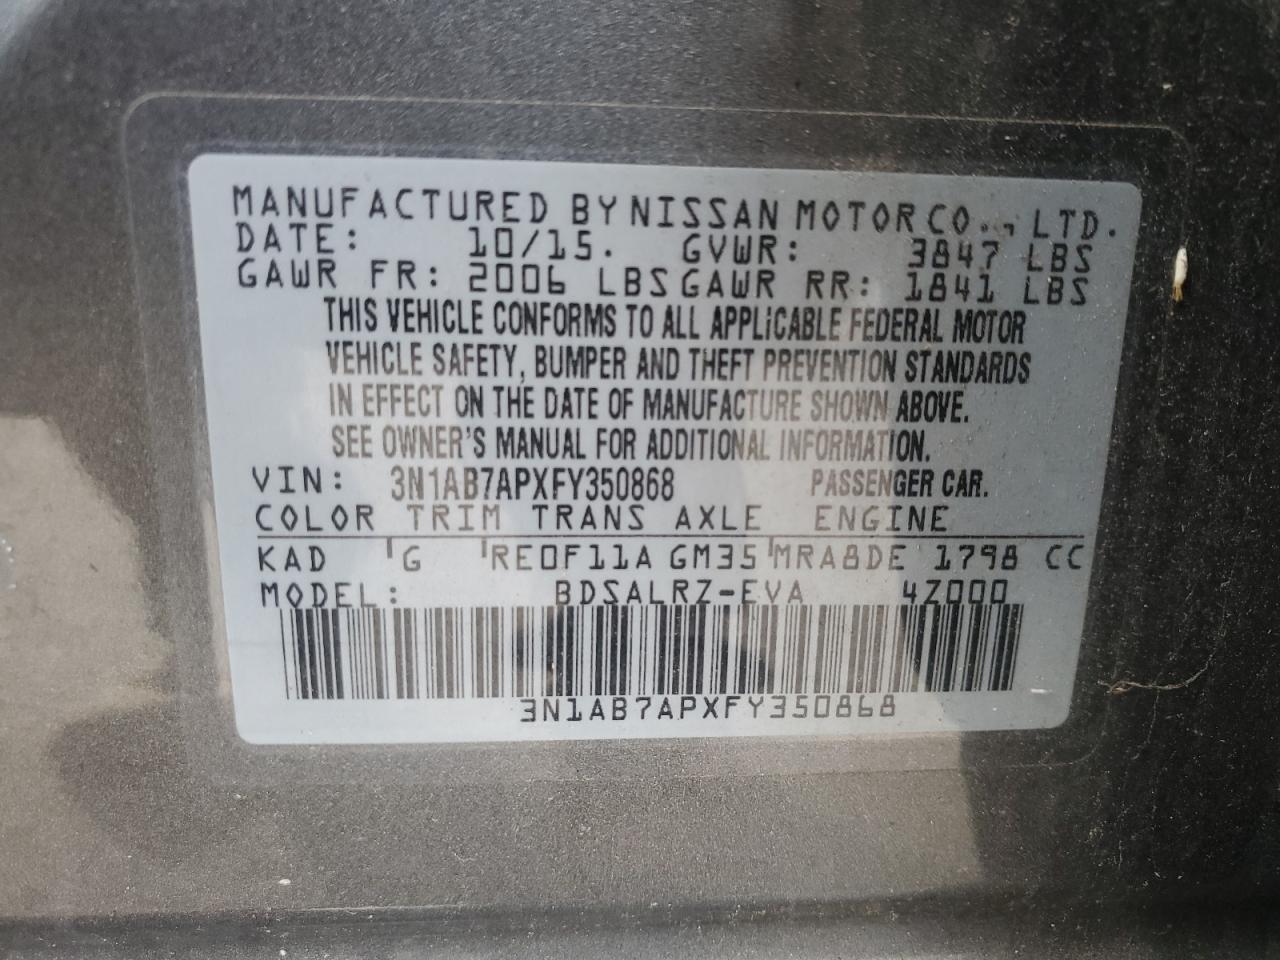 MANUFACTURED BY NISSAN MOTOR CO., LTD.
DATE: 10/15. GVWR: 3847 LBS
GAWR FR: 2006 LBS GAWR RR: 1841 LBS
THIS VEHICLE CONFORMS TO ALL APPLICABLE FEDERAL MOTOR
VEHICLE SAFETY, BUMPER AND THEFT PREVENTION STANDARDS
IN EFFECT ON THE DATE OF MANUFACTURE SHOWN ABOVE.
SEE OWNER'S MANUAL FOR ADDITIONAL INFORMATION.
VIN: 3N1AB7APXFY350868 PASSENGER CAR.
COLOR TRIM TRANS AXLE ENGINE
KAD G RE0F11A GM35 MRA8DE 1798 CC
MODEL: BDSALRZ-EVA 4Z000
3N1AB7APXFY350868